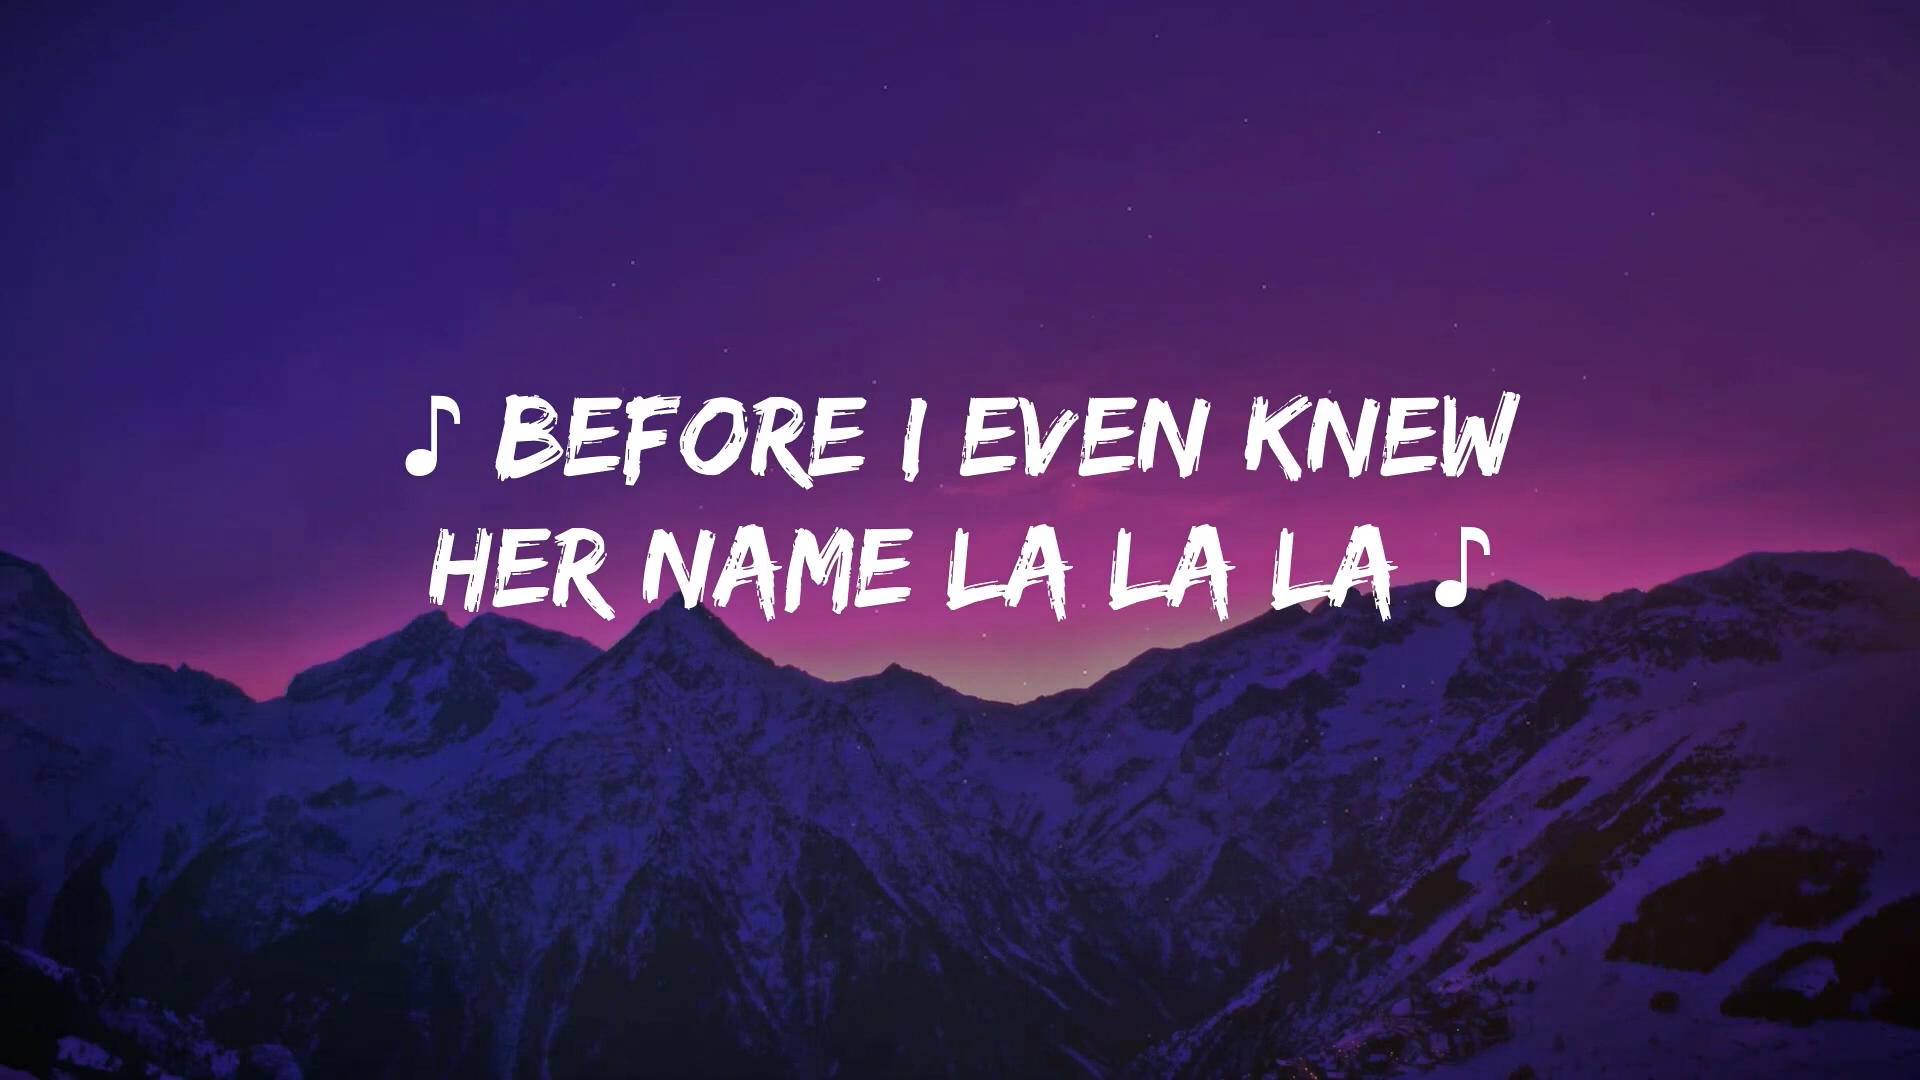 ♪ BEFORE I EVEN KNEW
HER NAME LA LA LA ♪